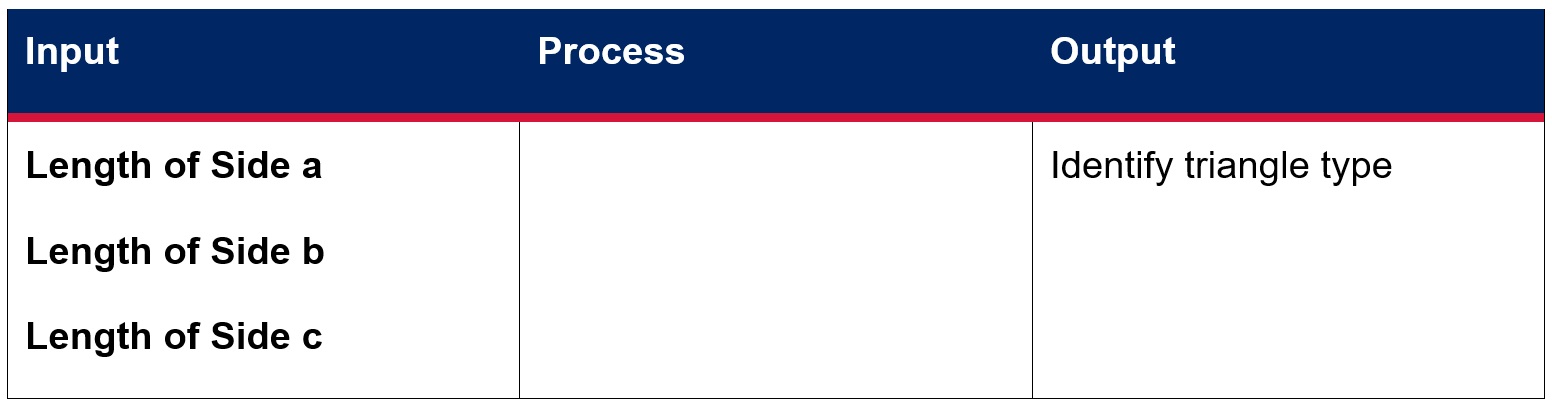 Input Process Output
Length of Side a Identify triangle type
Length of Side b
Length of Side c